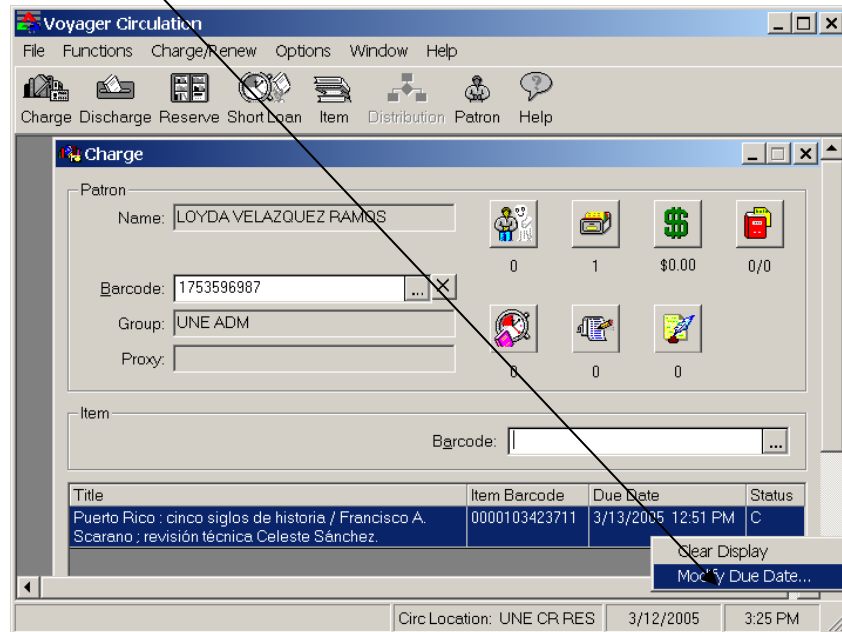 Voyager Circulation
File Functions Charge/Renew Options Window Help
Charge Discharge Reserve Short Loan Item Distribution Patron Help
Charge
Patron
Name: LOYDA VELAZQUEZ RAMOS
0 1 $0.00 0/0
Barcode: 1753596987 ...
Group: UNE ADM
Proxy:
0 0 0
Item
Barcode: ...
Title Item Barcode Due Date Status
Puerto Rico : cinco siglos de historia / Francisco A. 0000103423711 3/13/2005 12:51 PM C
Scarano ; revisión técnica Celeste Sánchez.
Clear Display
Modify Due Date...
Circ Location: UNE CR RES 3/12/2005 3:25 PM